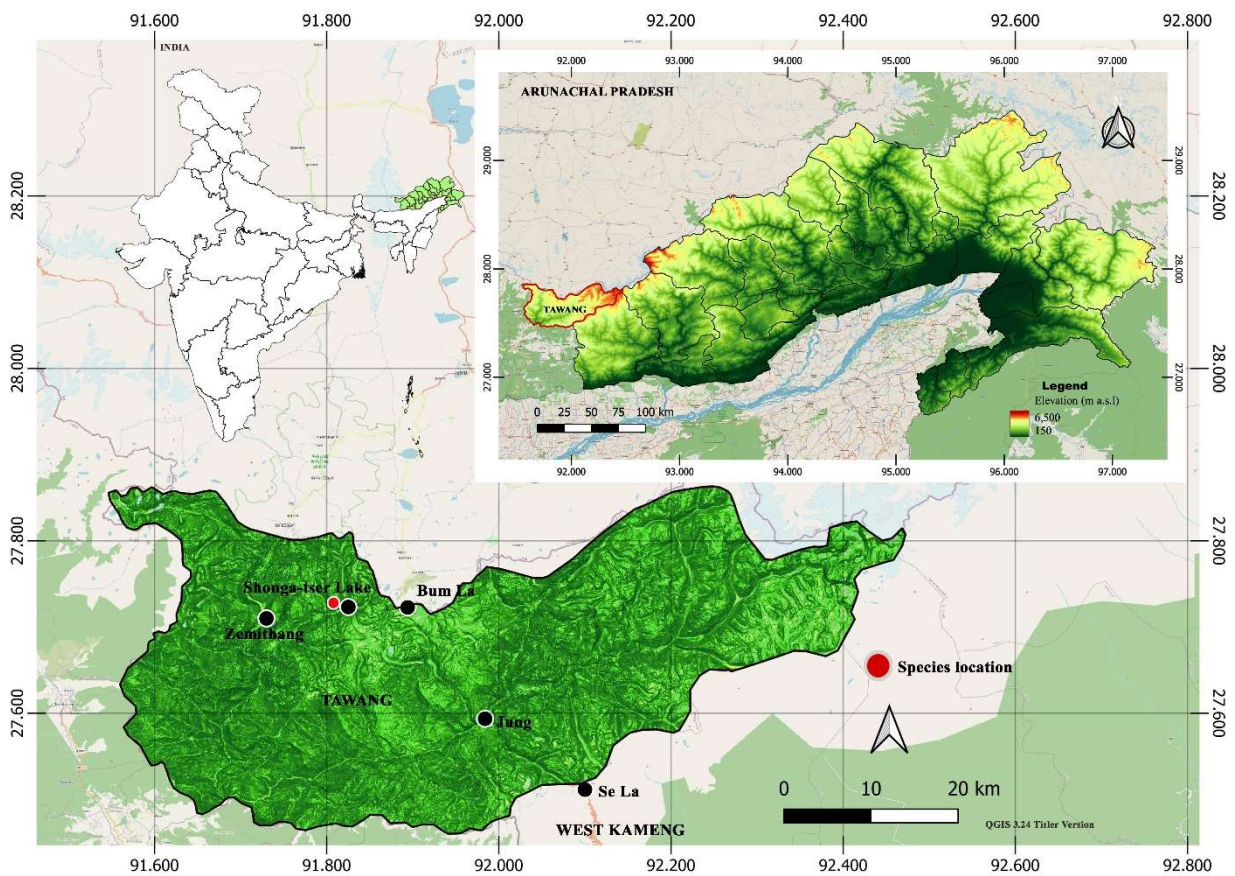 91.600 91.800 92.000 92.200 92.400 92.600 92.800
INDIA
92.000 93.000 94.000 95.000 96.000 97.000
ARUNACHAL PRADESH
29.000 29.000
28.200 28.200
28.000 28.000
TAWANG
27.000 27.000
28.000 28.000
Legend
Elevation (m a.s.l)
6,500
150
0 25 50 75 100 km
92.000 93.000 94.000 95.000 96.000 97.000
27.800 27.800
Shonga-tser Lake
Bum La
Zemithang
Species location
TAWANG
27.600 27.600
Jung
Se La
0 10 20 km
WEST KAMENG
QGIS 3.24 Tisler Version
91.600 91.800 92.000 92.200 92.400 92.600 92.800